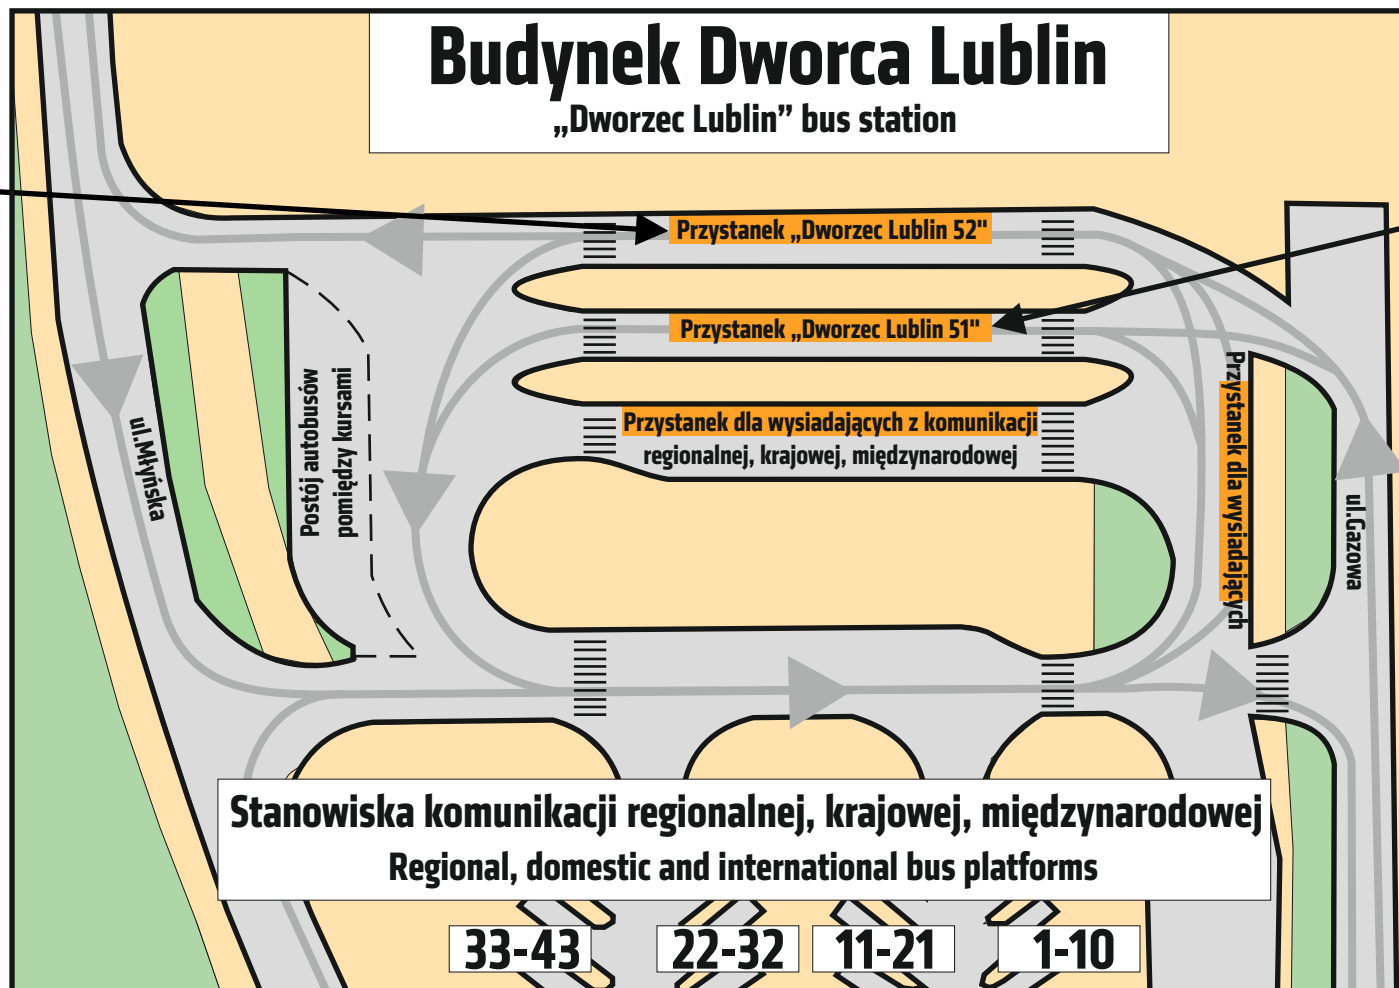 Budynek Dworca Lublin
„Dworzec Lublin” bus station
Przystanek „Dworzec Lublin 52"
Przystanek „Dworzec Lublin 51"
Przystanek dla wysiadających z komunikacji
regionalnej, krajowej, międzynarodowej
Przystanek dla wysiadających
ul.Młyńska
Postój autobusów
pomiędzy kursami
ul.Gazowa
Stanowiska komunikacji regionalnej, krajowej, międzynarodowej
Regional, domestic and international bus platforms
33-43
22-32
11-21
1-10